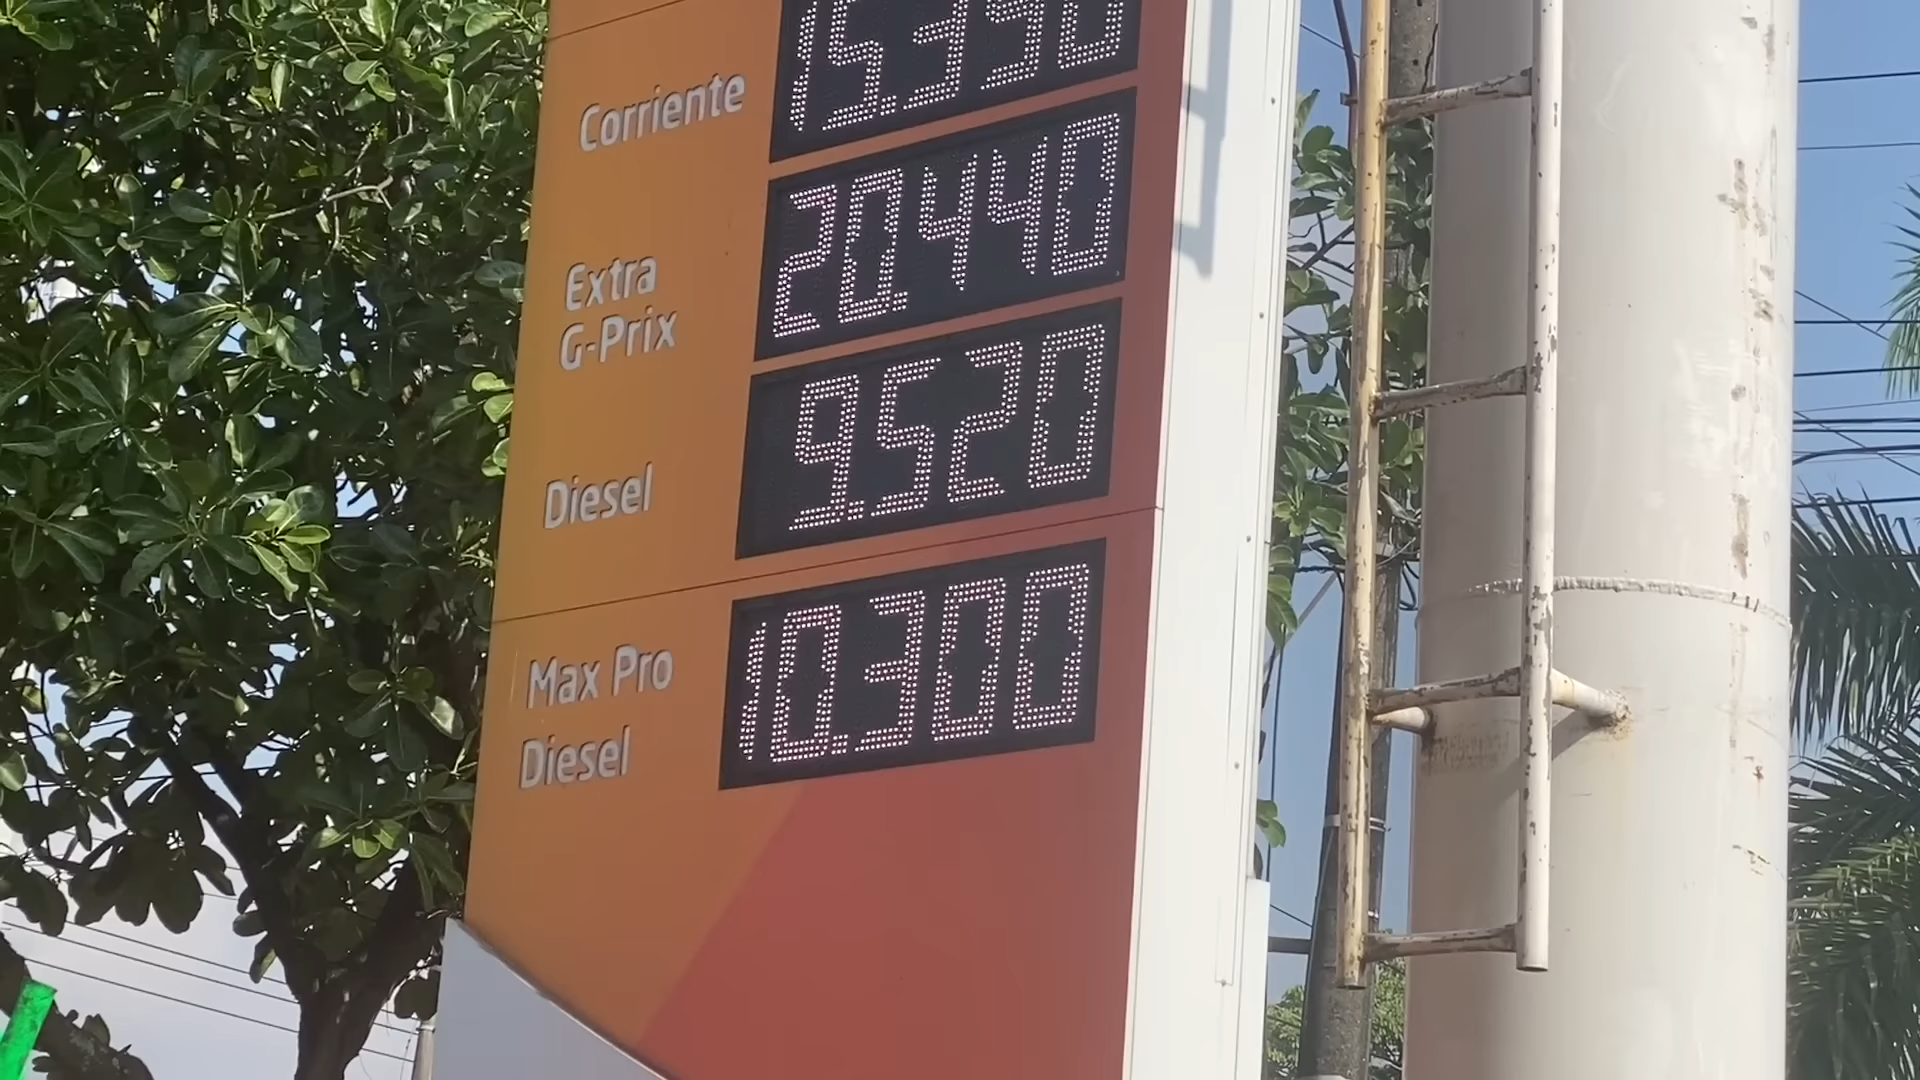 Corriente 15.390
Extra
G-Prix 20.440
Diesel 9.520
Max Pro
Diesel 10.300